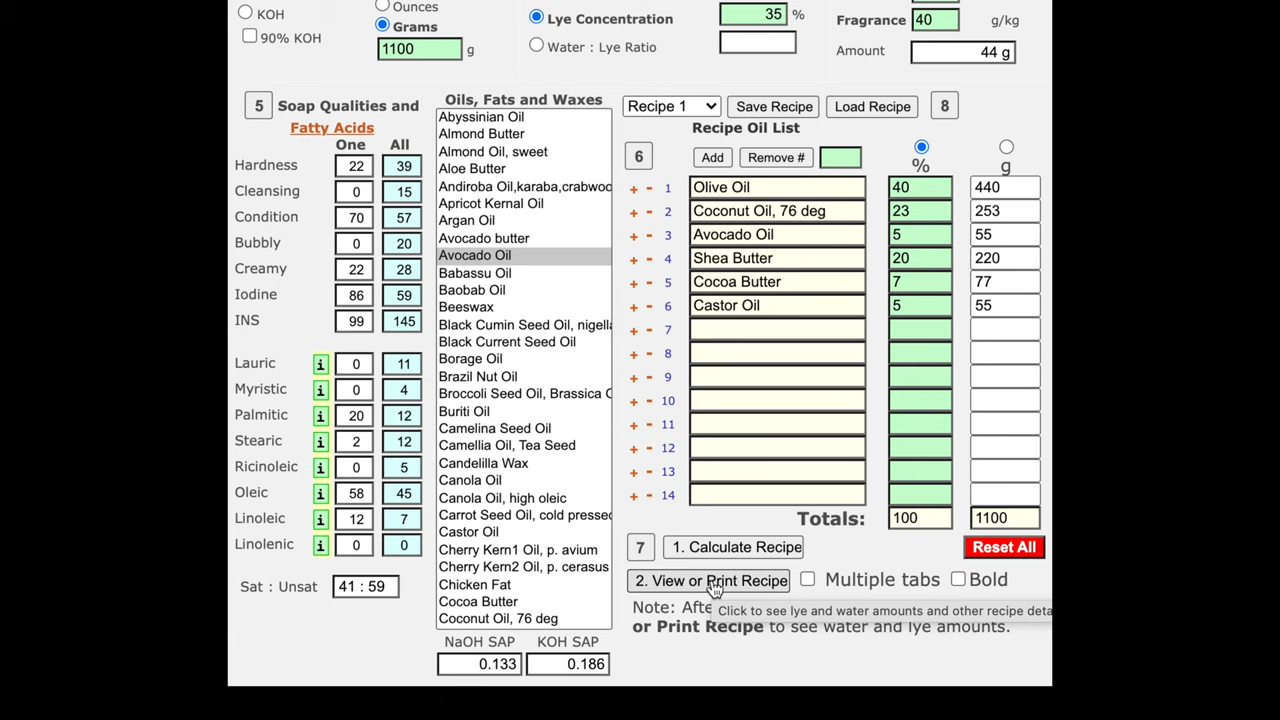 KOH
Ounces
Lye Concentration
35
%
Fragrance
40
g/kg
90% KOH
Grams
1100
g
Water : Lye Ratio
Amount
44 g
5
Soap Qualities and
Fatty Acids
One
All
Hardness
22
39
Cleansing
0
15
Condition
70
57
Bubbly
0
20
Creamy
22
28
Iodine
86
59
INS
99
145
Lauric
i
0
11
Myristic
i
0
4
Palmitic
i
20
12
Stearic
i
2
12
Ricinoleic
i
0
5
Oleic
i
58
45
Linoleic
i
12
7
Linolenic
i
0
0
Sat : Unsat
41 : 59
Oils, Fats and Waxes
Abyssinian Oil
Almond Butter
Almond Oil, sweet
Aloe Butter
Andiroba Oil,karaba,crabwoo
Apricot Kernal Oil
Argan Oil
Avocado butter
Avocado Oil
Babassu Oil
Baobab Oil
Beeswax
Black Cumin Seed Oil, nigella
Black Current Seed Oil
Borage Oil
Brazil Nut Oil
Broccoli Seed Oil, Brassica O
Buriti Oil
Camelina Seed Oil
Camellia Oil, Tea Seed
Candelilla Wax
Canola Oil
Canola Oil, high oleic
Carrot Seed Oil, cold pressed
Castor Oil
Cherry Kern1 Oil, p. avium
Cherry Kern2 Oil, p. cerasus
Chicken Fat
Cocoa Butter
Coconut Oil, 76 deg
NaOH SAP
KOH SAP
0.133
0.186
Recipe 1
Save Recipe
Load Recipe
8
Recipe Oil List
6
Add
Remove #
%
g
+ - 1 Olive Oil 40 440
+ - 2 Coconut Oil, 76 deg 23 253
+ - 3 Avocado Oil 5 55
+ - 4 Shea Butter 20 220
+ - 5 Cocoa Butter 7 77
+ - 6 Castor Oil 5 55
+ - 7
+ - 8
+ - 9
+ - 10
+ - 11
+ - 12
+ - 13
+ - 14
Totals:
100
1100
7
1. Calculate Recipe
Reset All
2. View or Print Recipe
Multiple tabs
Bold
Note: Afte
Click to see lye and water amounts and other recipe deta
or Print Recipe to see water and lye amounts.